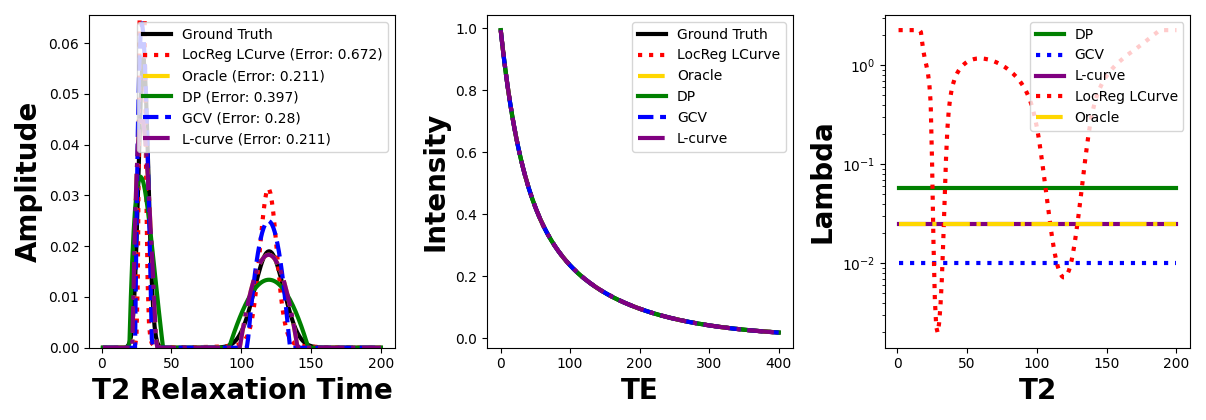 Amplitude
0.06
0.05
0.04
0.03
0.02
0.01
0.00
Ground Truth
LocReg LCurve (Error: 0.672)
Oracle (Error: 0.211)
DP (Error: 0.397)
GCV (Error: 0.28)
L-curve (Error: 0.211)
0 50 100 150 200
T2 Relaxation Time
Intensity
1.0
0.8
0.6
0.4
0.2
0.0
Ground Truth
LocReg LCurve
Oracle
DP
GCV
L-curve
0 100 200 300 400
TE
Lambda
10⁰
10⁻¹
10⁻²
DP
GCV
L-curve
LocReg LCurve
Oracle
0 50 100 150 200
T2